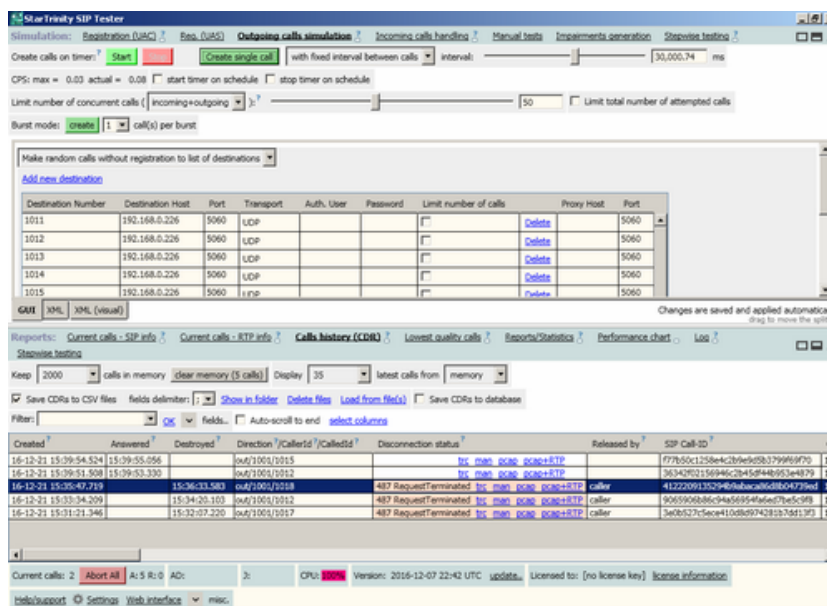 StarTrinity SIP Tester
Simulation: Registration (UAC) ? Reg. (UAS) Outgoing calls simulation ? Incoming calls handling ? Manual tests Impairments generation Stepwise testing ?
Create calls on timer:? Start Stop Create single call with fixed interval between calls interval: 30,000.74 ms
CPS: max = 0.03 actual = 0.08 start timer on schedule stop timer on schedule
Limit number of concurrent calls ( incoming+outgoing ):? 50 Limit total number of attempted calls
Burst mode: create 1 call(s) per burst
Make random calls without registration to list of destinations
Add new destination
Destination Number Destination Host Port Transport Auth. User Password Limit number of calls Proxy Host Port
1011 192.168.0.226 5060 UDP Delete 5060
1012 192.168.0.226 5060 UDP Delete 5060
1013 192.168.0.226 5060 UDP Delete 5060
1014 192.168.0.226 5060 UDP Delete 5060
1015 192.168.0.226 5060 UDP Delete 5060
GUI XML XML (visual) Changes are saved and applied automatica
drag to move the split
Reports: Current calls - SIP info ? Current calls - RTP info ? Calls history (CDR) ? Lowest quality calls ? Reports/Statistics ? Performance chart Log ?
Stepwise testing
Keep 2000 calls in memory clear memory (5 calls) Display 35 latest calls from memory
Save CDRs to CSV files fields delimiter: ; Show in folder Delete files Load from file(s) Save CDRs to database
Filter: OK fields.. Auto-scroll to end select columns
Created ? Answered ? Destroyed ? Direction ?/CallerId ?/CalledId ? Disconnection status ? Released by ? SIP Call-ID ?
16-12-21 15:39:54.524 15:39:55.056 out/1001/1015 trc man pcap pcap+RTP f77b50c1258e4c2b9e9d5b3799f69f70
16-12-21 15:39:51.508 15:39:53.330 out/1001/1012 trc man pcap pcap+RTP 36342f02156946c2b45df44b953e4879
16-12-21 15:35:47.719 15:36:33.583 out/1001/1018 487 RequestTerminated trc man pcap pcap+RTP caller 4122209135294b9abaca86d8b04739ed
16-12-21 15:33:34.209 15:34:20.103 out/1001/1012 487 RequestTerminated trc man pcap pcap+RTP caller 9065906b86c94a56954fa6ed7be5c9f8
16-12-21 15:31:21.346 15:32:07.220 out/1001/1017 487 RequestTerminated trc man pcap pcap+RTP caller 3e0b527c5ece410d8d974281b7dd13f3
Current calls: 2 Abort All A: 5 R: 0 AD: J: CPU: 100% Version: 2016-12-07 22:42 UTC update.. Licensed to: [no license key] license information
Help/support Settings Web interface misc.